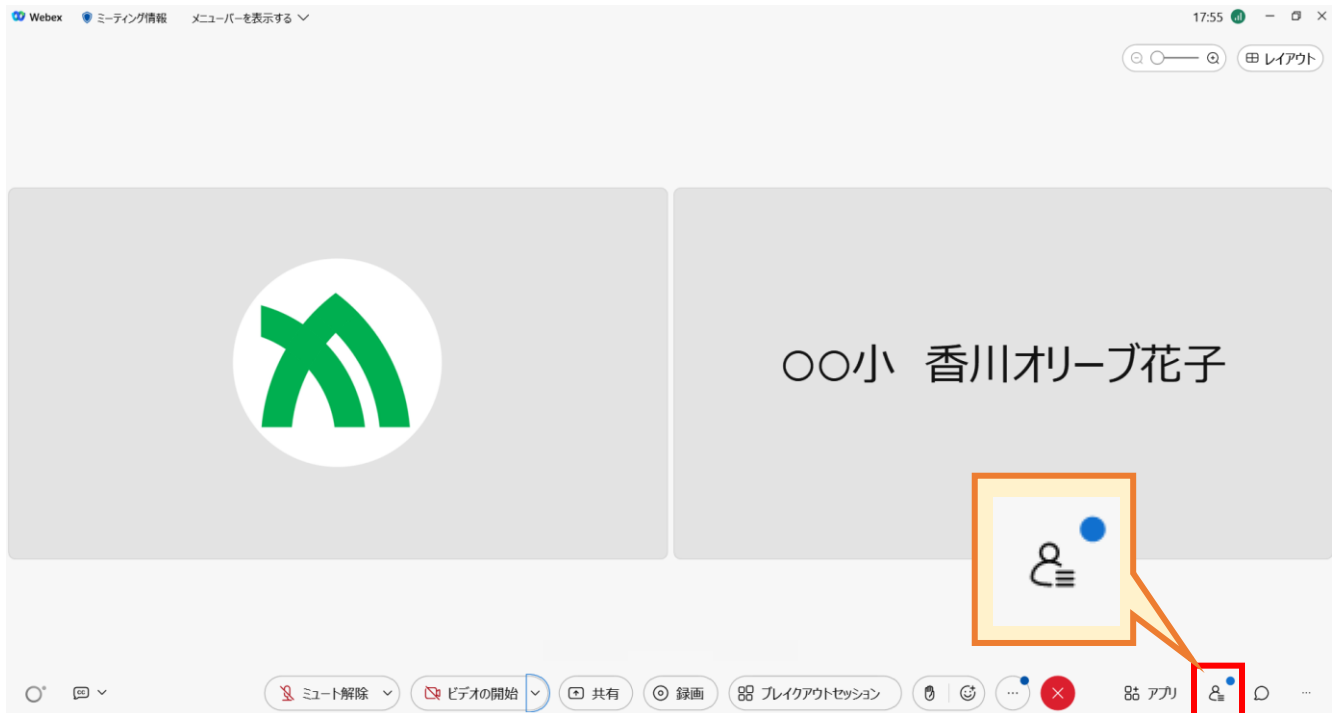 Webex ミーティング情報 メニューバーを表示する 17:55
レイアウト
○○小 香川オリーブ花子
CC ミュート解除 ビデオの開始 共有 録画 ブレイクアウトセッション アプリ